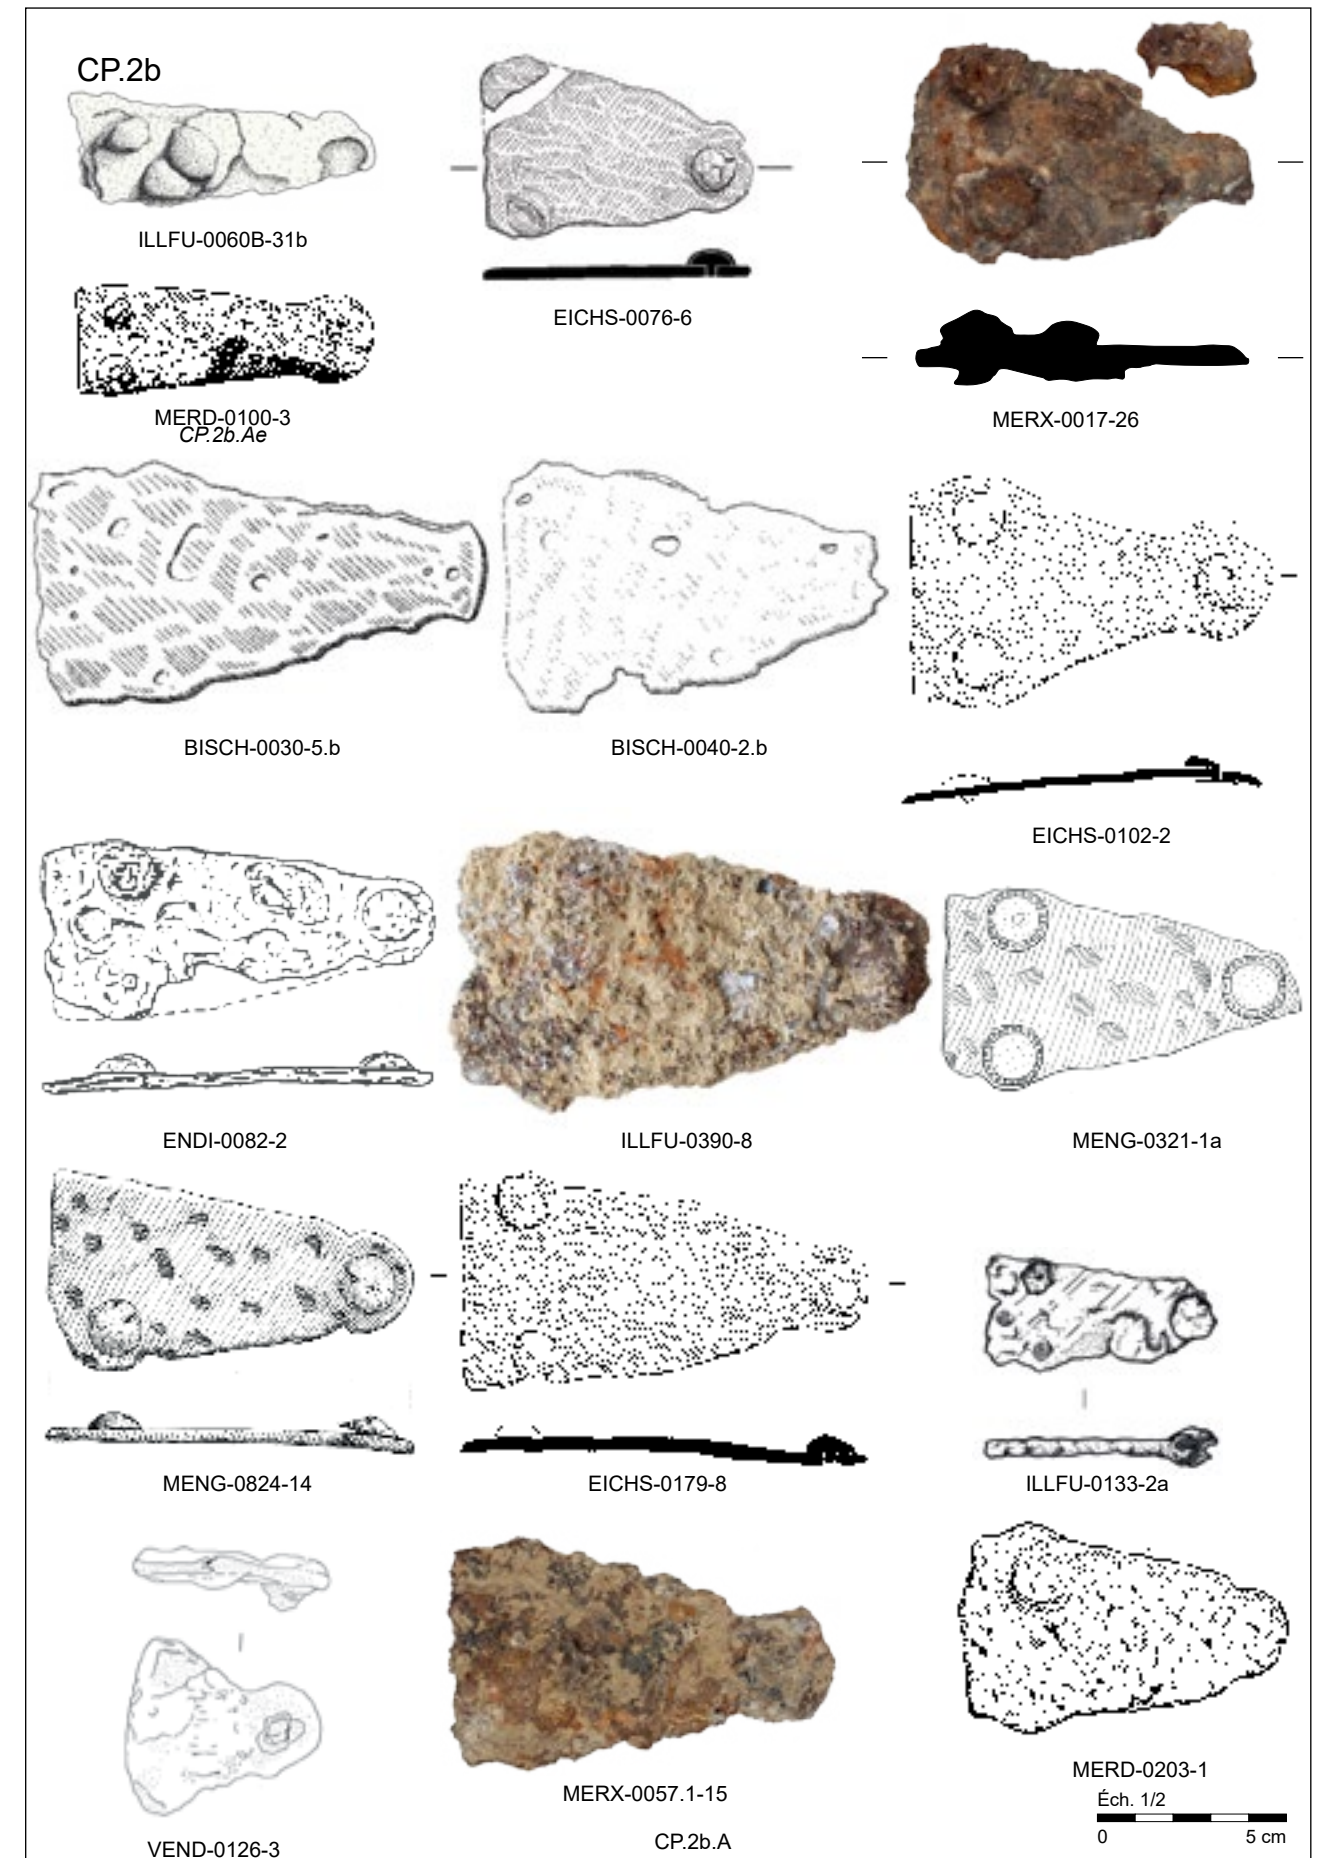 CP.2b
ILLFU-0060B-31b
EICHS-0076-6
MERD-0100-3
CP.2b.Ae
MERX-0017-26
BISCH-0030-5.b
BISCH-0040-2.b
EICHS-0102-2
ENDI-0082-2
ILLFU-0390-8
MENG-0321-1a
MENG-0824-14
EICHS-0179-8
ILLFU-0133-2a
VEND-0126-3
MERX-0057.1-15
CP.2b.A
MERD-0203-1
Éch. 1/2
0 5 cm